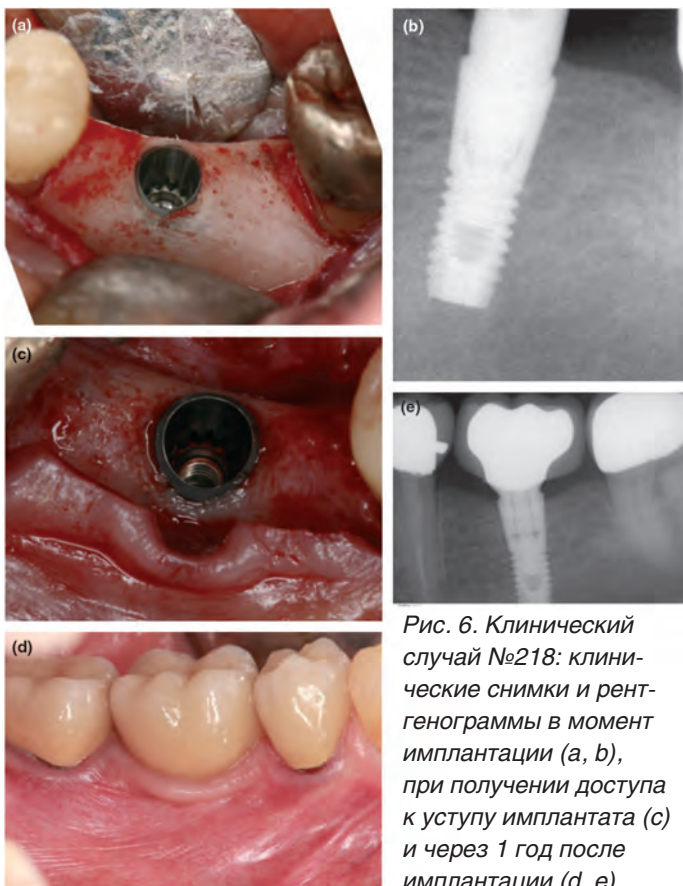 (a)
(b)
(c)
(e)
(d)
Рис. 6. Клинический
случай №218: клини-
ческие снимки и рент-
генограммы в момент
имплантации (a, b),
при получении доступа
к уступу имплантата (c)
и через 1 год после
имплантации (d, e)